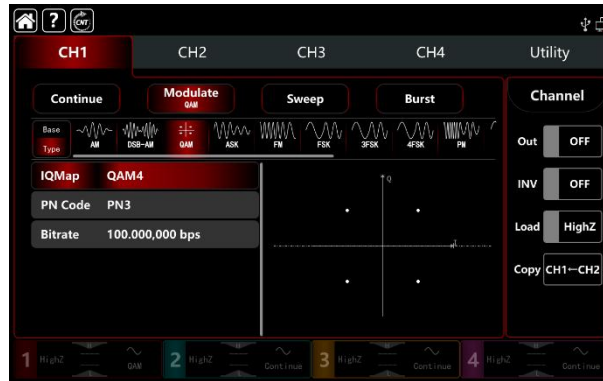 ? CNT
CH1 CH2 CH3 CH4 Utility
Continue Modulate Sweep Burst Channel
QAM
Base
Type AM DSB-AM QAM ASK FM FSK 3FSK 4FSK PM
Out OFF
IQMap QAM4
INV OFF
PN Code PN3
Load HighZ
Bitrate 100.000,000 bps
Copy CH1←CH2
Q
I
1 HighZ QAM 2 HighZ Continue 3 HighZ Continue 4 HighZ Continue